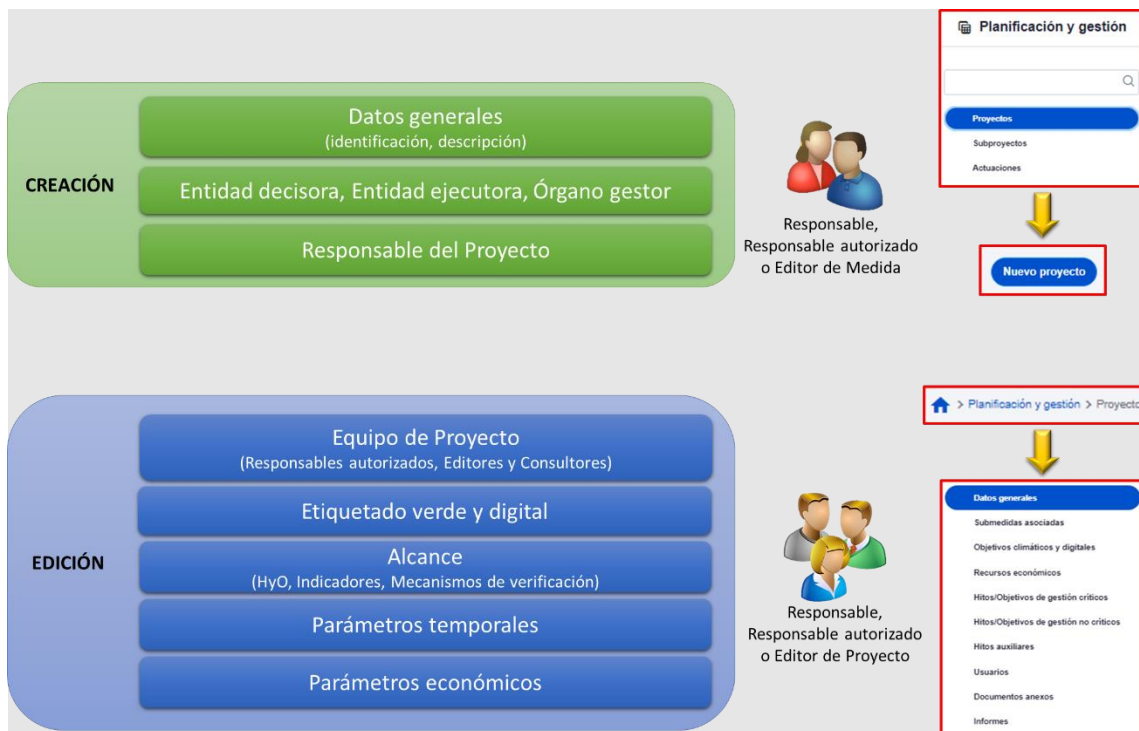 CREACIÓN
Datos generales
(identificación, descripción)
Entidad decisora, Entidad ejecutora, Órgano gestor
Responsable del Proyecto
Responsable,
Responsable autorizado
o Editor de Medida
Planificación y gestión
Proyectos
Subproyectos
Actuaciones
Nuevo proyecto
EDICIÓN
Equipo de Proyecto
(Responsables autorizados, Editores y Consultores)
Etiquetado verde y digital
Alcance
(HyO, Indicadores, Mecanismos de verificación)
Parámetros temporales
Parámetros económicos
Responsable,
Responsable autorizado
o Editor de Proyecto
> Planificación y gestión > Proyecto
Datos generales
Submedidas asociadas
Objetivos climáticos y digitales
Recursos económicos
Hitos/Objetivos de gestión críticos
Hitos/Objetivos de gestión no críticos
Hitos auxiliares
Usuarios
Documentos anexos
Informes